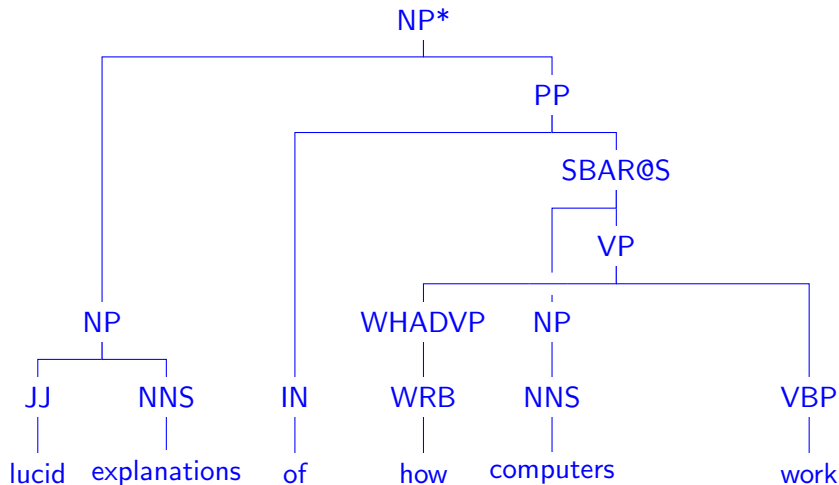 NP*
PP
SBAR@S
VP
NP WHADVP NP
JJ NNS IN WRB NNS VBP
lucid explanations of how computers work